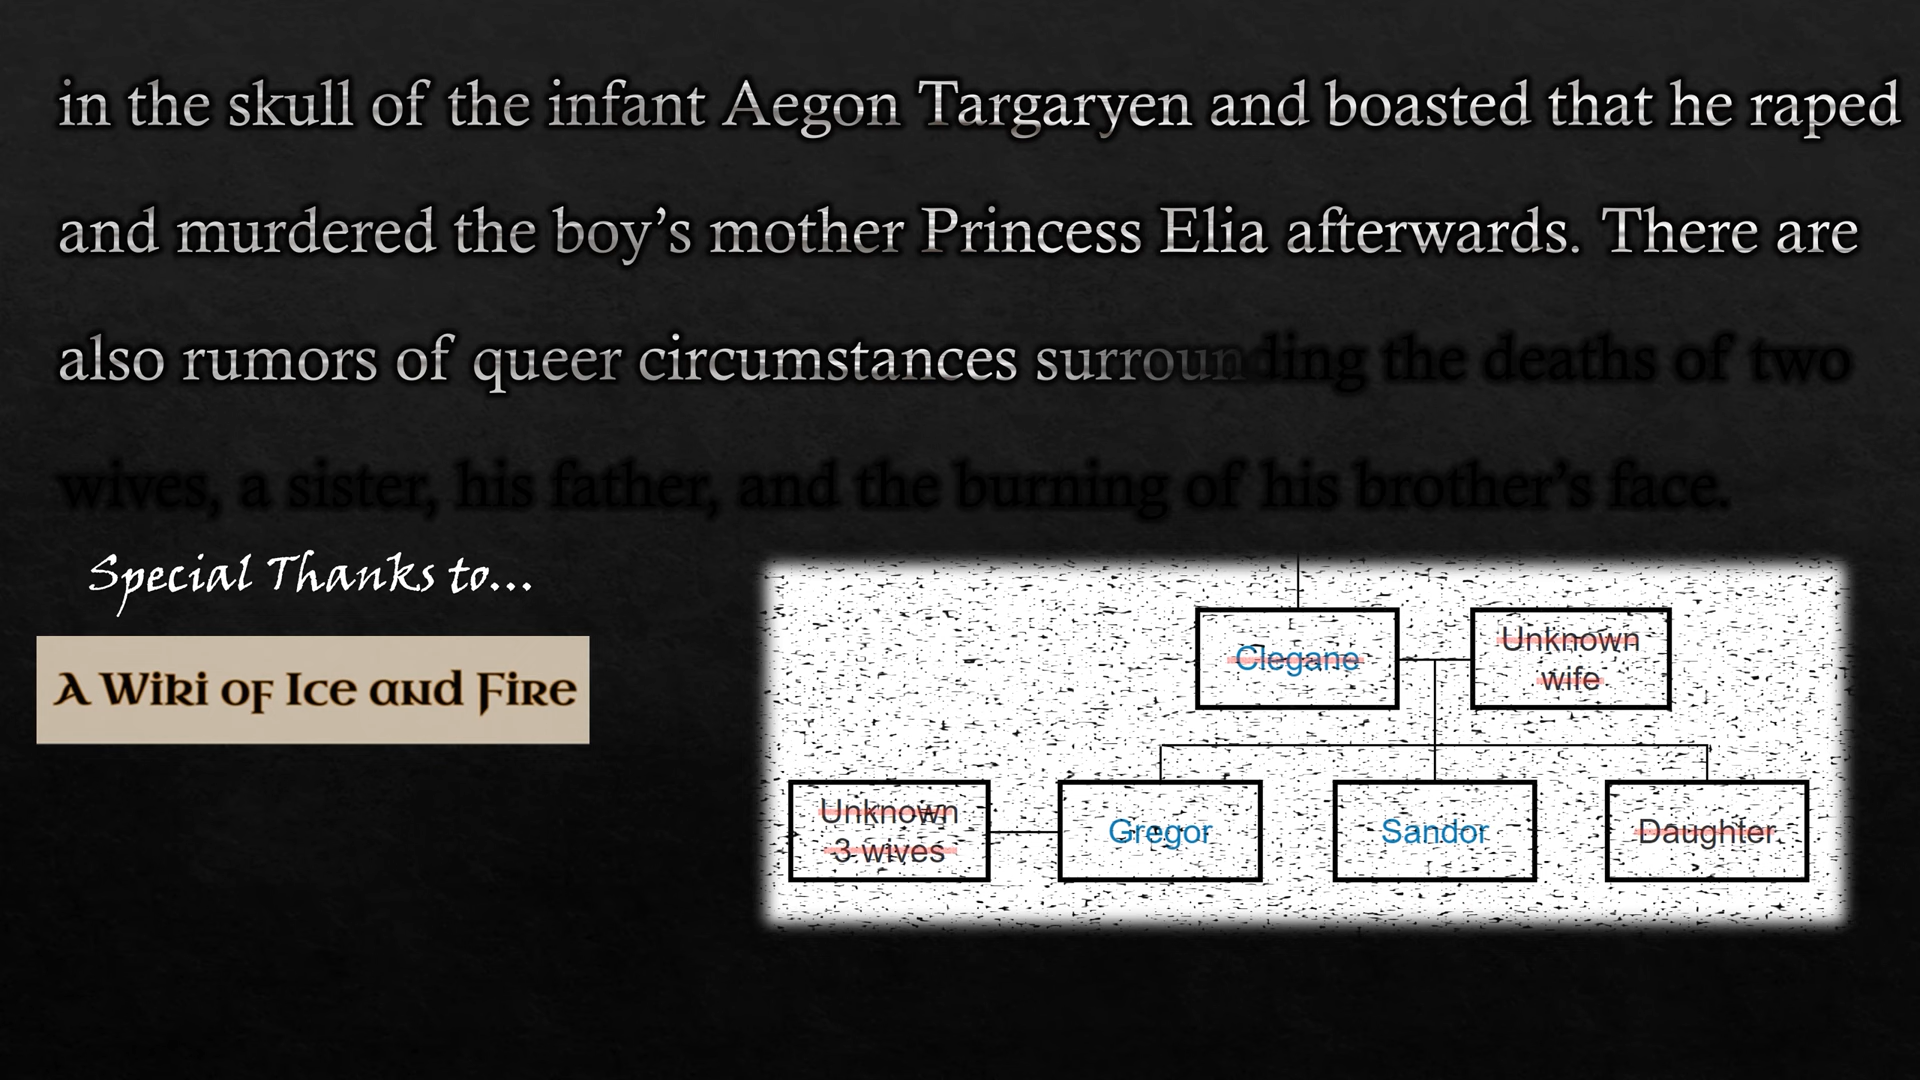 in the skull of the infant Aegon Targaryen and boasted that he raped
and murdered the boy’s mother Princess Elia afterwards. There are
also rumors of queer circumstances surrounding the deaths of two
wives, a sister, his father, and the burning of his brother’s face.
Special Thanks to...
A Wiki of Ice and Fire
Clegane
Unknown
wife
Unknown
3 wives
Gregor
Sandor
Daughter